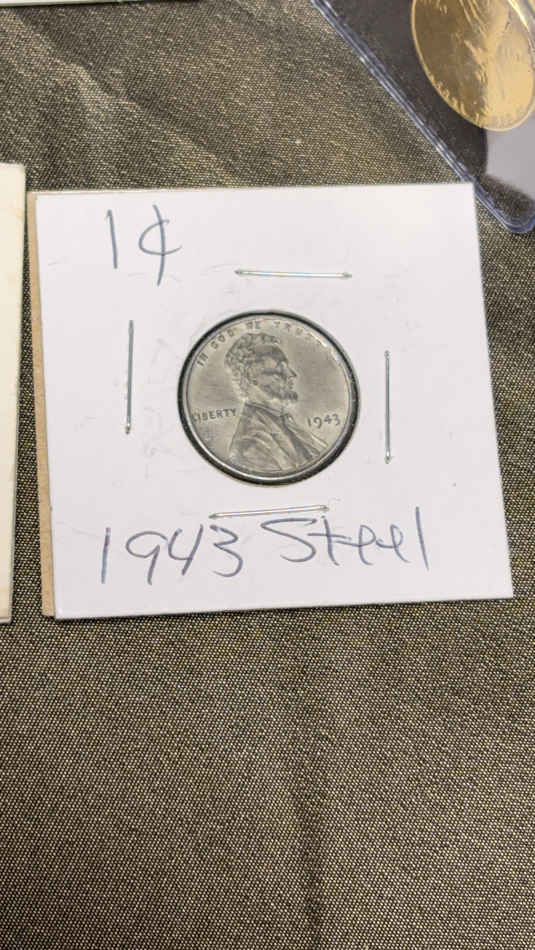 1¢
IN GOD WE TRUST
LIBERTY
1943
1943 Steel